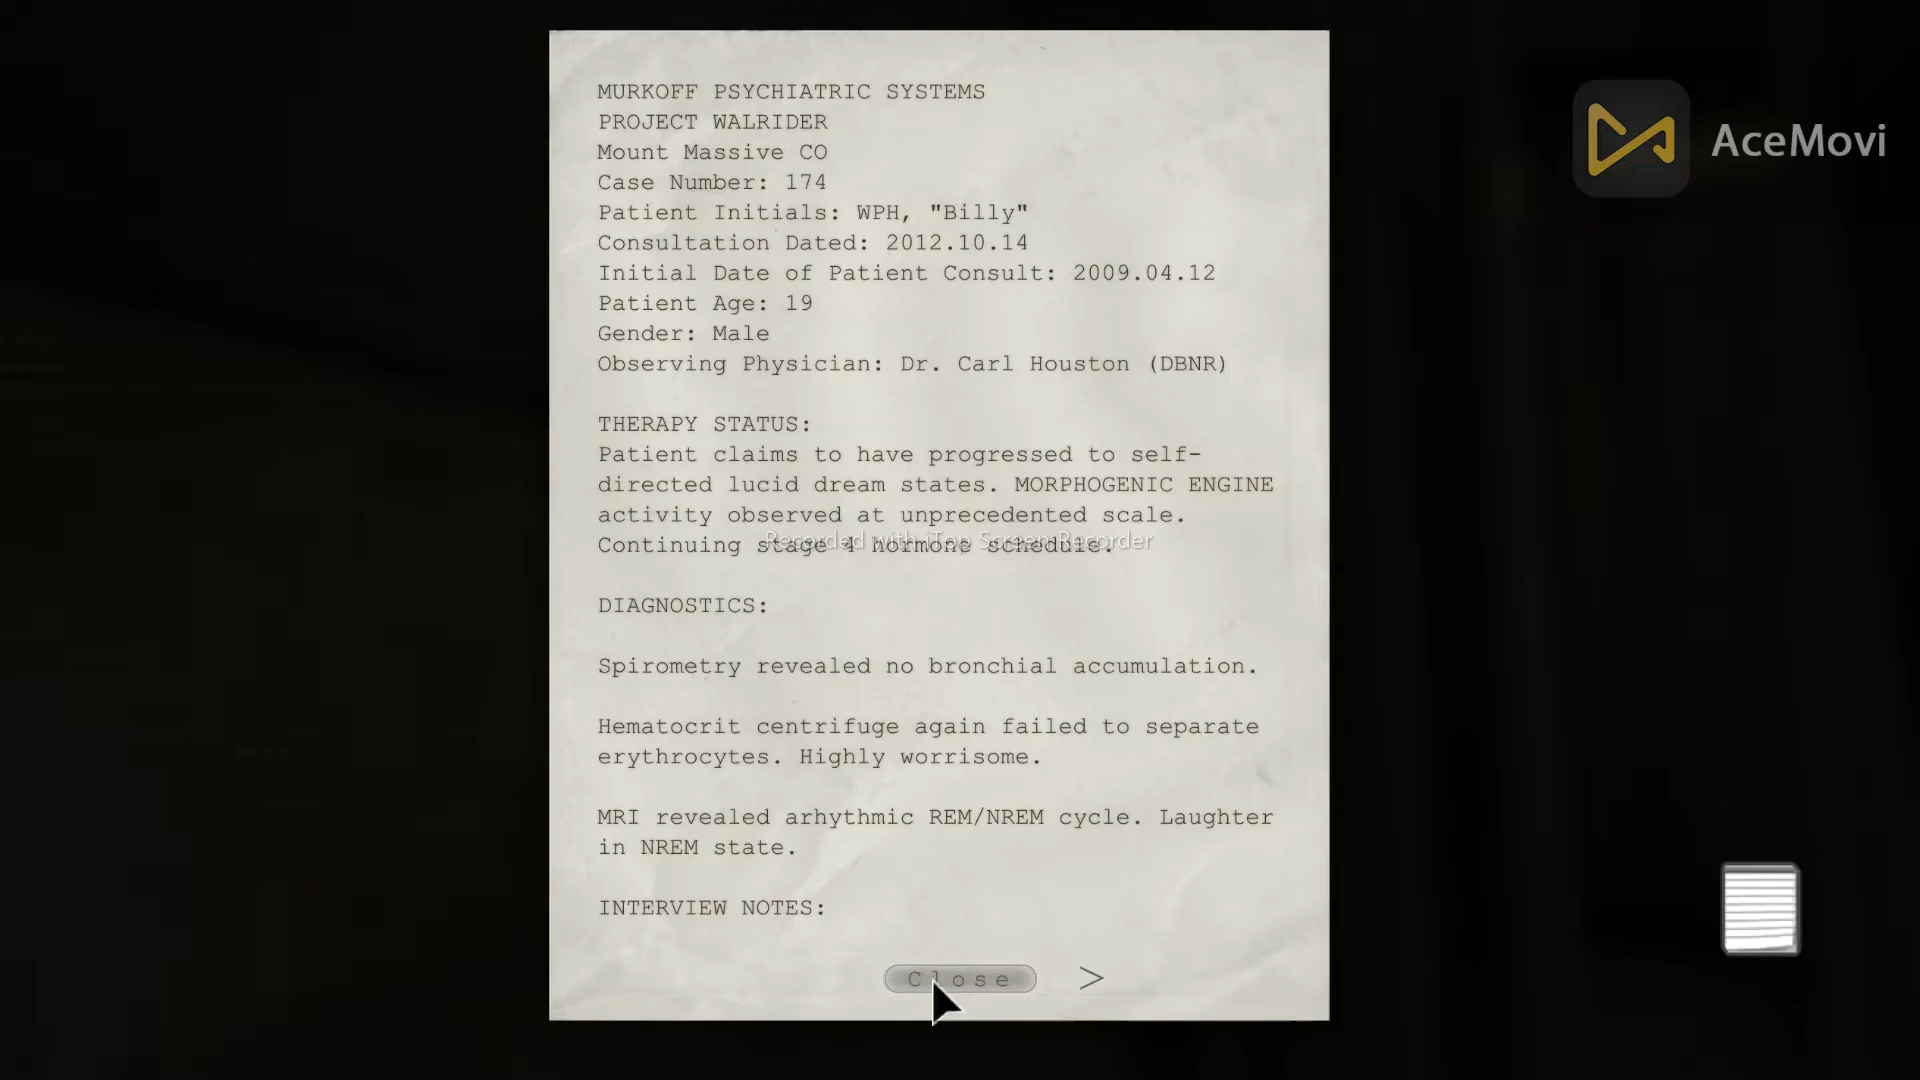 MURKOFF PSYCHIATRIC SYSTEMS
PROJECT WALRIDER
Mount Massive CO
Case Number: 174
Patient Initials: WPH, "Billy"
Consultation Dated: 2012.10.14
Initial Date of Patient Consult: 2009.04.12
Patient Age: 19
Gender: Male
Observing Physician: Dr. Carl Houston (DBNR)
THERAPY STATUS:
Patient claims to have progressed to self-
directed lucid dream states. MORPHOGENIC ENGINE
activity observed at unprecedented scale.
Continuing stage 4 hormone schedule.
Recorded with iTop Screen Recorder
DIAGNOSTICS:
Spirometry revealed no bronchial accumulation.
Hematocrit centrifuge again failed to separate
erythrocytes. Highly worrisome.
MRI revealed arhythmic REM/NREM cycle. Laughter
in NREM state.
INTERVIEW NOTES:
Close >
AceMovi